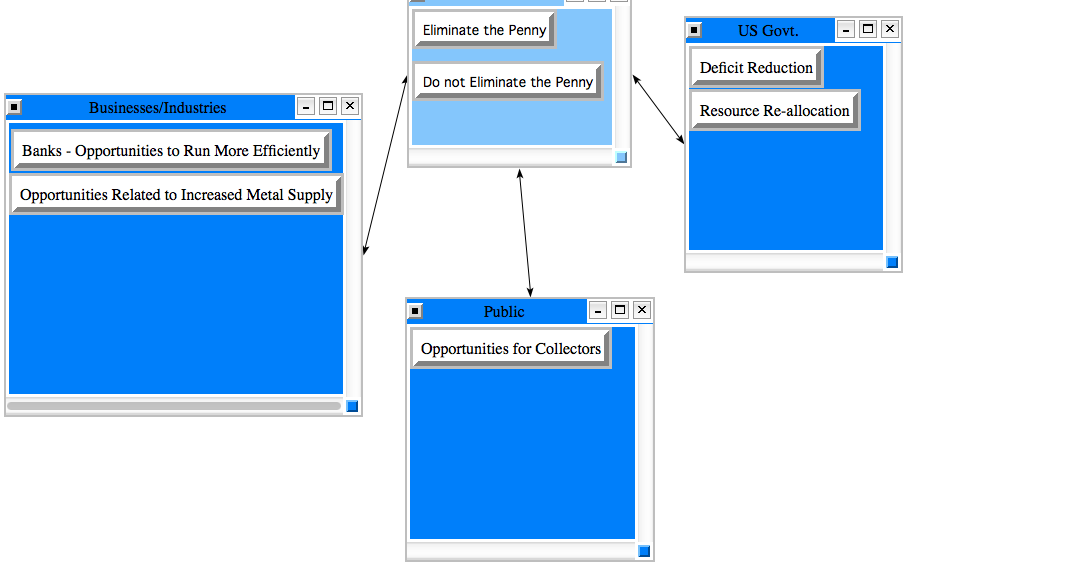 Eliminate the Penny
Do not Eliminate the Penny
US Govt.
Deficit Reduction
Resource Re-allocation
Businesses/Industries
Banks - Opportunities to Run More Efficiently
Opportunities Related to Increased Metal Supply
Public
Opportunities for Collectors